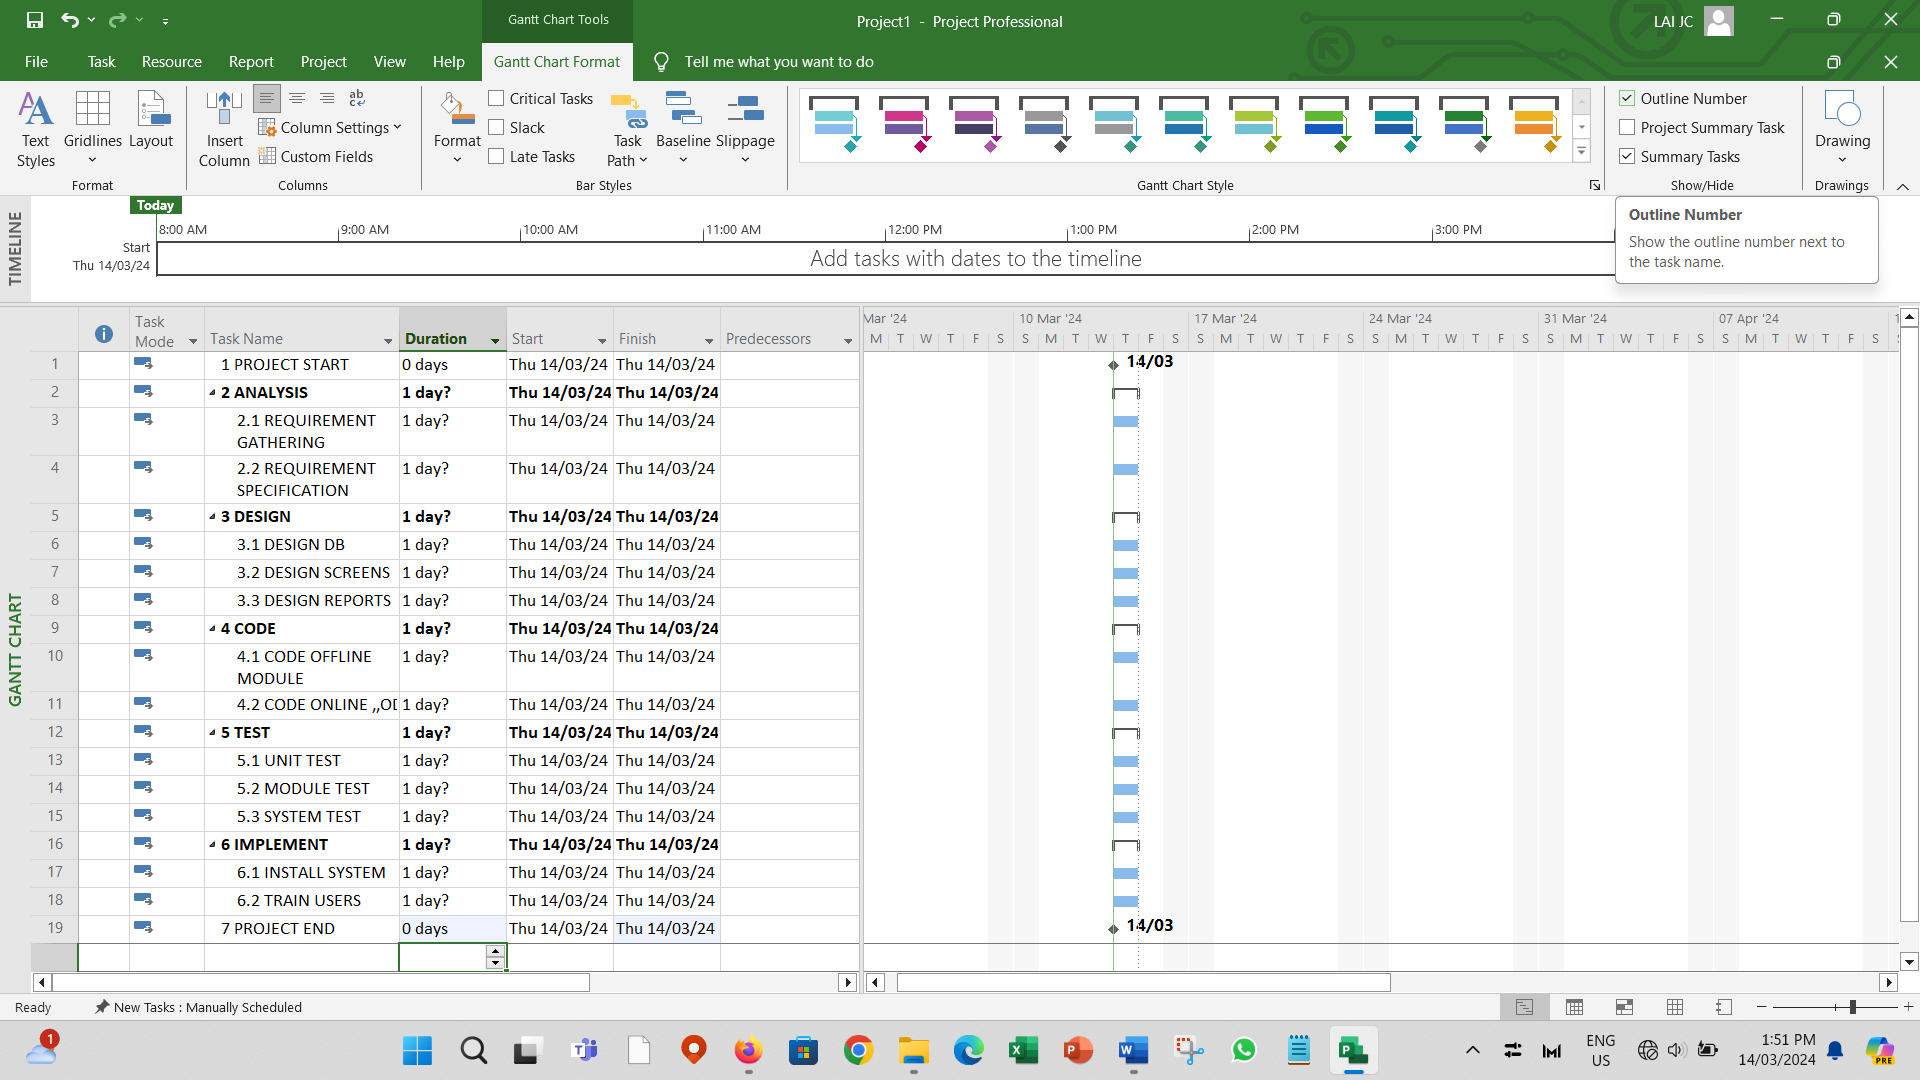 Gantt Chart Tools
Project1 - Project Professional
LAI JC
File Task Resource Report Project View Help Gantt Chart Format Tell me what you want to do
Text Styles
Gridlines
Layout
Format
Insert Column
ab
c
Column Settings
Custom Fields
Columns
Format
Critical Tasks
Slack
Late Tasks
Task Path
Baseline
Slippage
Bar Styles
Gantt Chart Style
Outline Number
Project Summary Task
Summary Tasks
Show/Hide
Drawing
Drawings
Outline Number
Show the outline number next to
the task name.
TIMELINE
Today
8:00 AM 9:00 AM 10:00 AM 11:00 AM 12:00 PM 1:00 PM 2:00 PM 3:00 PM
Start
Thu 14/03/24
Add tasks with dates to the timeline
GANTT CHART
Task Mode Task Name Duration Start Finish Predecessors
Mar '24 10 Mar '24 17 Mar '24 24 Mar '24 31 Mar '24 07 Apr '24
M T W T F S S M T W T F S S M T W T F S S M T W T F S S M T W T F S S M T W T F S
1 1 PROJECT START 0 days Thu 14/03/24 Thu 14/03/24 14/03
2 2 ANALYSIS 1 day? Thu 14/03/24 Thu 14/03/24
3 2.1 REQUIREMENT 1 day? Thu 14/03/24 Thu 14/03/24
GATHERING
4 2.2 REQUIREMENT 1 day? Thu 14/03/24 Thu 14/03/24
SPECIFICATION
5 3 DESIGN 1 day? Thu 14/03/24 Thu 14/03/24
6 3.1 DESIGN DB 1 day? Thu 14/03/24 Thu 14/03/24
7 3.2 DESIGN SCREENS 1 day? Thu 14/03/24 Thu 14/03/24
8 3.3 DESIGN REPORTS 1 day? Thu 14/03/24 Thu 14/03/24
9 4 CODE 1 day? Thu 14/03/24 Thu 14/03/24
10 4.1 CODE OFFLINE 1 day? Thu 14/03/24 Thu 14/03/24
MODULE
11 4.2 CODE ONLINE 1 day? Thu 14/03/24 Thu 14/03/24
12 5 TEST 1 day? Thu 14/03/24 Thu 14/03/24
13 5.1 UNIT TEST 1 day? Thu 14/03/24 Thu 14/03/24
14 5.2 MODULE TEST 1 day? Thu 14/03/24 Thu 14/03/24
15 5.3 SYSTEM TEST 1 day? Thu 14/03/24 Thu 14/03/24
16 6 IMPLEMENT 1 day? Thu 14/03/24 Thu 14/03/24
17 6.1 INSTALL SYSTEM 1 day? Thu 14/03/24 Thu 14/03/24
18 6.2 TRAIN USERS 1 day? Thu 14/03/24 Thu 14/03/24
19 7 PROJECT END 0 days Thu 14/03/24 Thu 14/03/24 14/03
Ready New Tasks : Manually Scheduled
1
ENG
US
1:51 PM
14/03/2024
PRE